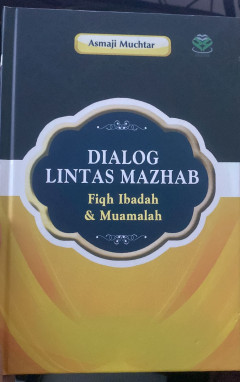 Asmaji Muchtar
DIALOG
LINTAS MAZHAB
Fiqh Ibadah
& Muamalah